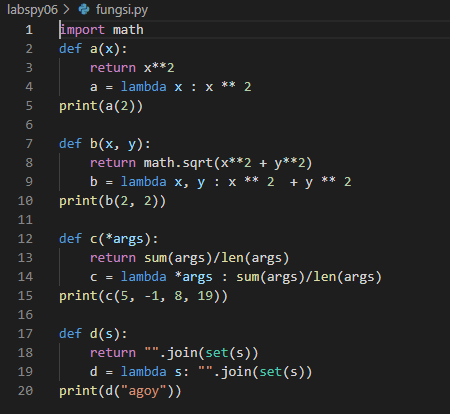 labspy06 > fungsi.py
1 import math
2 def a(x):
3     return x**2
4     a = lambda x : x ** 2
5 print(a(2))
6
7 def b(x, y):
8     return math.sqrt(x**2 + y**2)
9     b = lambda x, y : x ** 2  + y ** 2
10 print(b(2, 2))
11
12 def c(*args):
13     return sum(args)/len(args)
14     c = lambda *args : sum(args)/len(args)
15 print(c(5, -1, 8, 19))
16
17 def d(s):
18     return "".join(set(s))
19     d = lambda s: "".join(set(s))
20 print(d("agoy"))